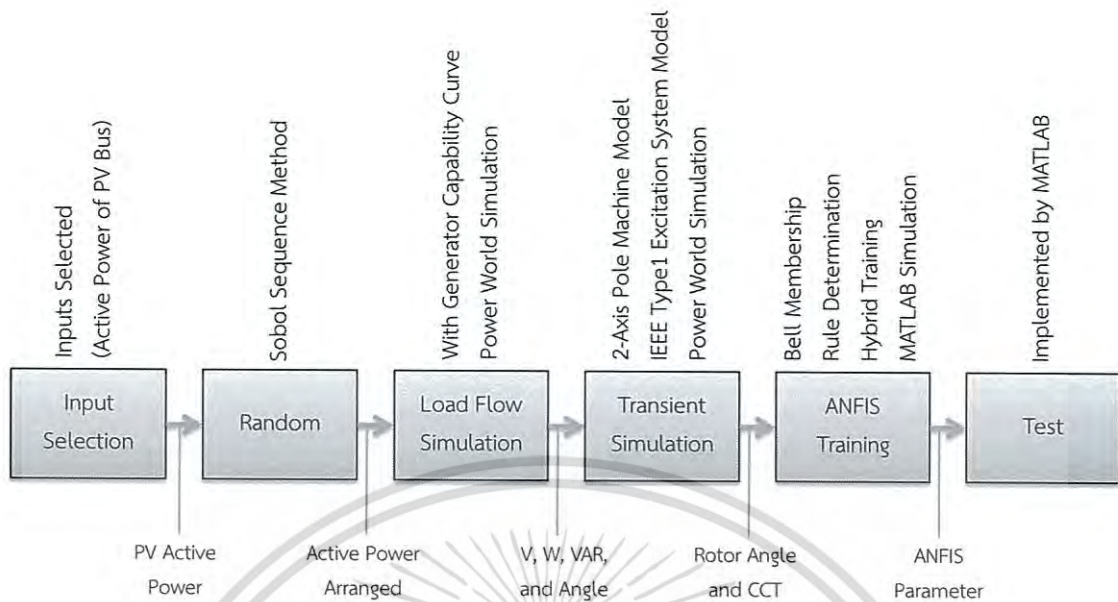 Inputs Selected
(Active Power of PV Bus)
Sobol Sequence Method
With Generator Capability Curve
Power World Simulation
2-Axis Pole Machine Model
IEEE Type1 Excitation System Model
Power World Simulation
Bell Membership
Rule Determination
Hybrid Training
MATLAB Simulation
Implemented by MATLAB
Input
Selection
Random
Load Flow
Simulation
Transient
Simulation
ANFIS
Training
Test
PV Active
Power
Active Power
Arranged
V, W, VAR,
and Angle
Rotor Angle
and CCT
ANFIS
Parameter